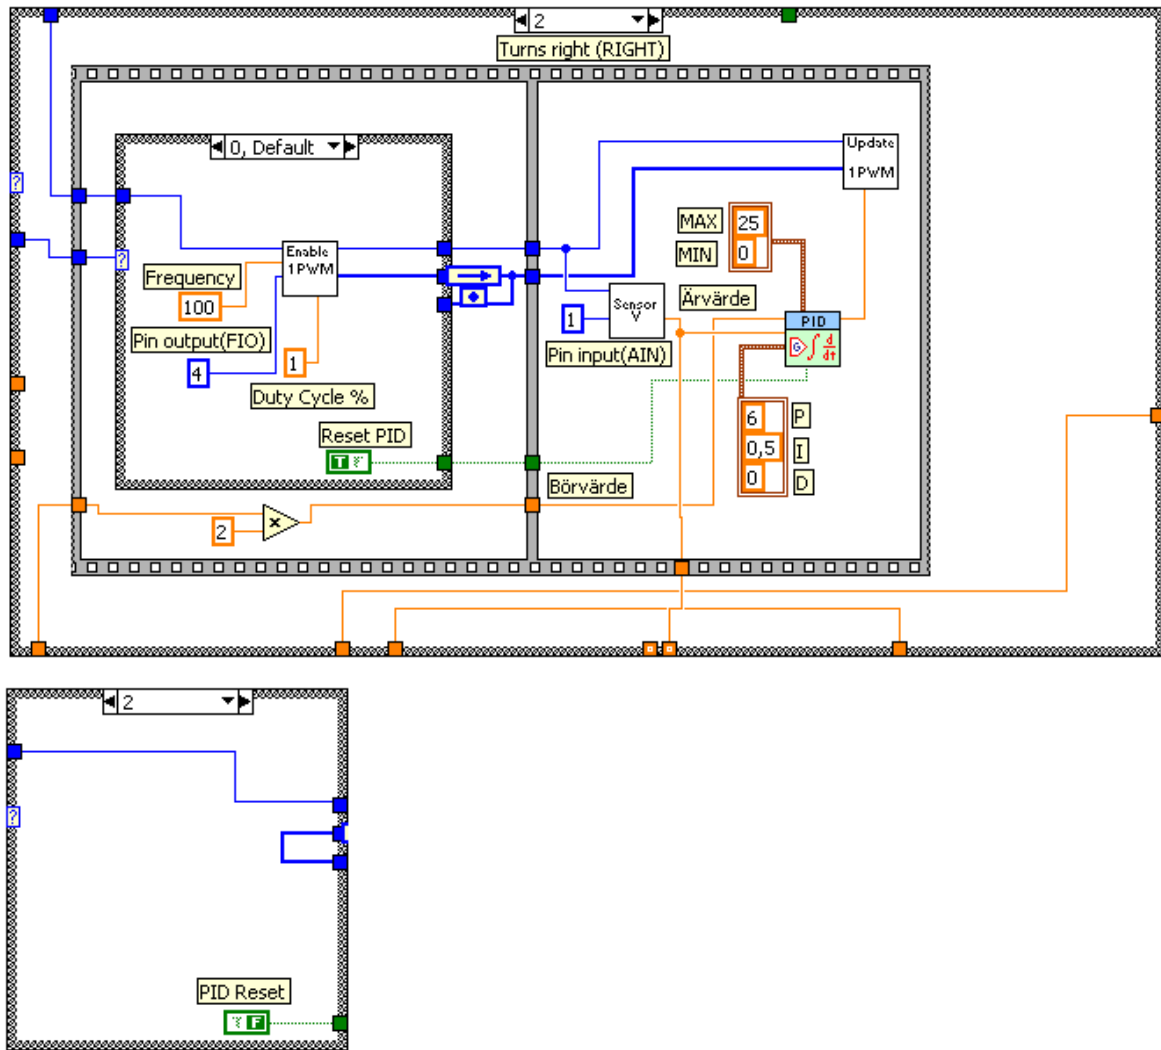 2
Turns right (RIGHT)
0, Default
Update
1PWM
?
?
MAX
25
MIN
0
Enable
1PWM
Frequency
100
Sensor
V
Ärvärde
1
PID
G ∫ d/dt
Pin output(FIO)
Pin input(AIN)
4
1
Duty Cycle %
6
P
Reset PID
0,5
I
T
0
D
Börvärde
2
×
2
?
PID Reset
F